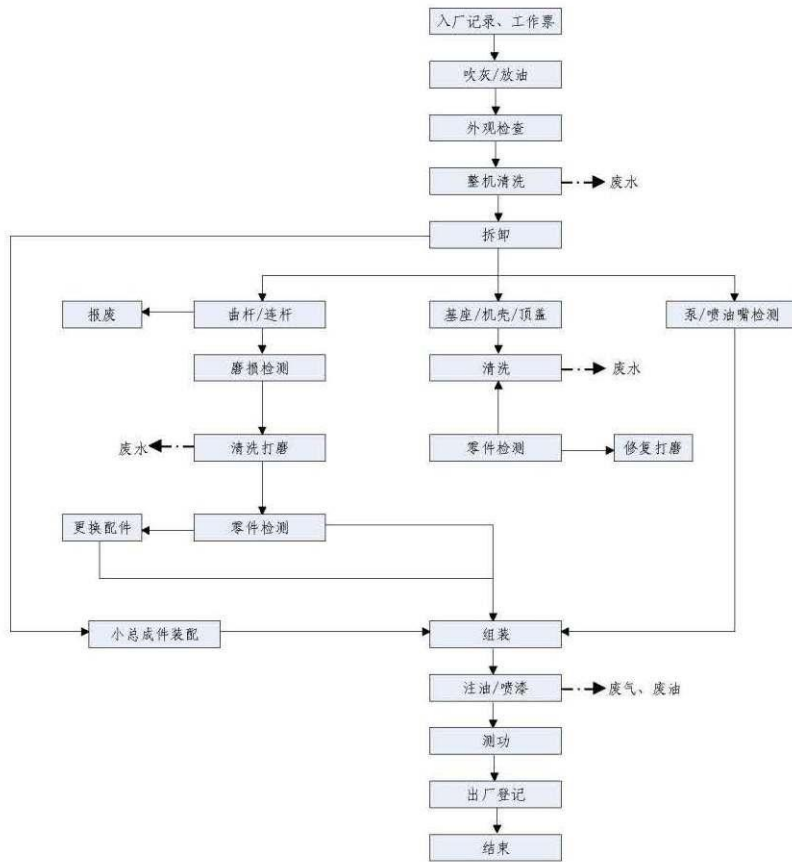 入厂记录、工作票
吹灰/放油
外观检查
整机清洗
废水
拆卸
报废
曲杆/连杆
基座/机壳/顶盖
泵/喷油嘴检测
磨损检测
清洗
废水
废水
清洗打磨
零件检测
修复打磨
更换配件
零件检测
小总成件装配
组装
注油/喷漆
废气、废油
测功
出厂登记
结束